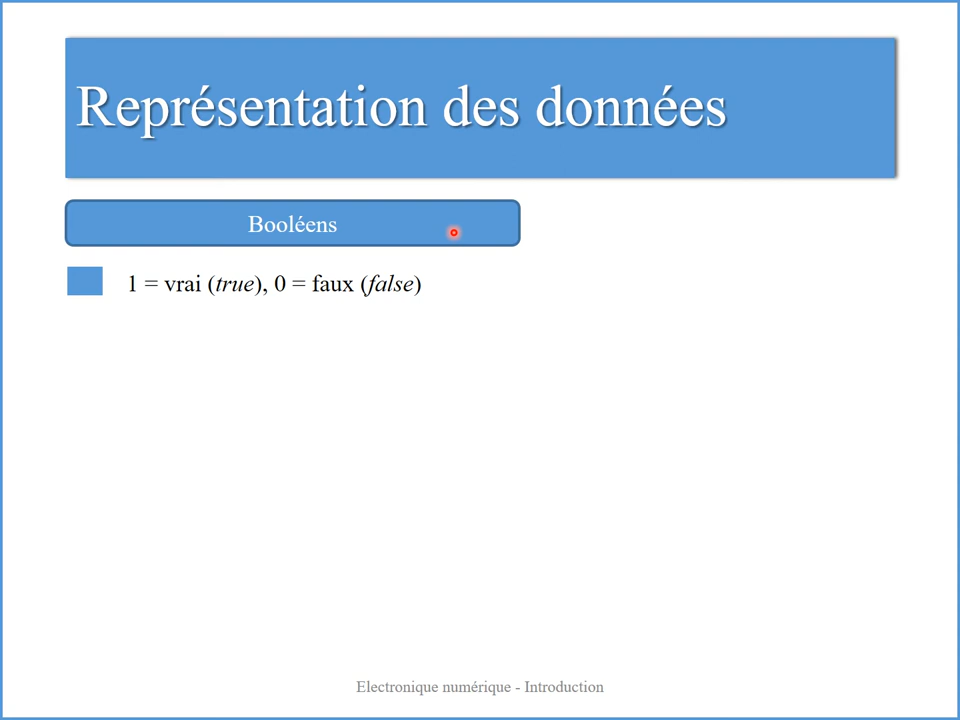 Représentation des données
Booléens
1 = vrai (true), 0 = faux (false)
Electronique numérique - Introduction